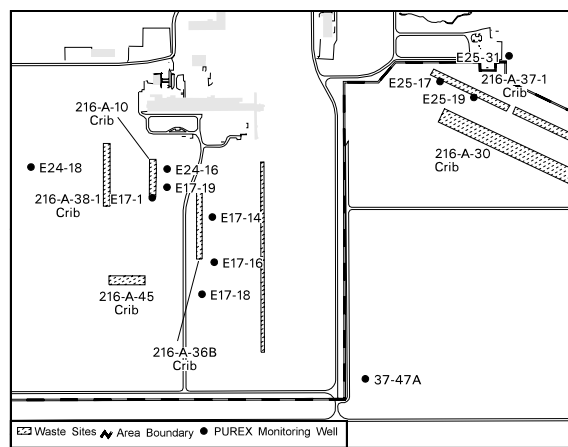 E25-31
216-A-37-1
Crib
E25-17
E25-19
216-A-10
Crib
216-A-30
Crib
E24-18
E24-16
E17-19
216-A-38-1
Crib
E17-1
E17-14
E17-16
216-A-45
Crib
E17-18
216-A-36B
Crib
37-47A
Waste Sites Area Boundary PUREX Monitoring Well